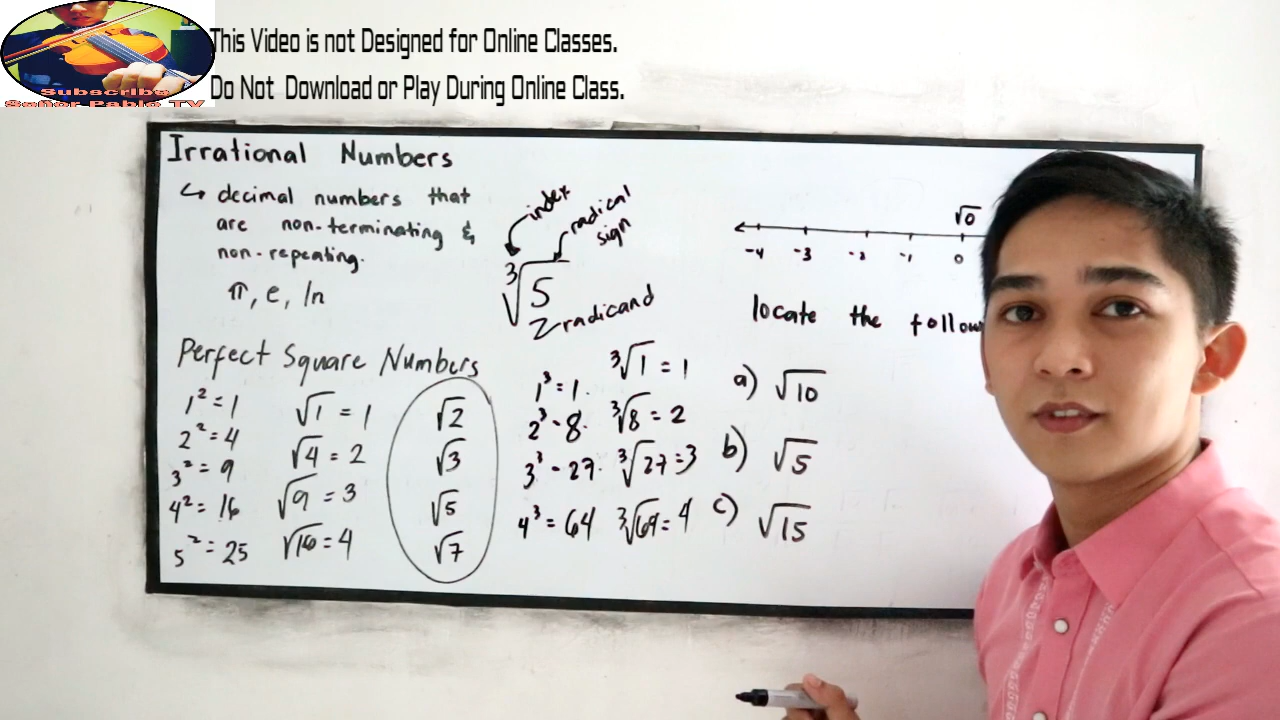 This Video is not Designed for Online Classes.
Do Not Download or Play During Online Class.
Subscribe
Señor Pablo TV
Irrational Numbers
↳ decimal numbers that
are non-terminating &
non-repeating.
π, e, ln
index
radical
sign
∛5
radicand
√0
-4 -3 -2 -1 0
locate the follow
Perfect Square Numbers
1² = 1
2² = 4
3² = 9
4² = 16
5² = 25
√1 = 1
√4 = 2
√9 = 3
√16 = 4
√2
√3
√5
√7
1³ = 1.
2³ - 8.
3³ - 27.
4³ = 64
∛1 = 1
∛8 = 2
∛27 = 3
∛64 = 4
a) √10
b) √5
c) √15